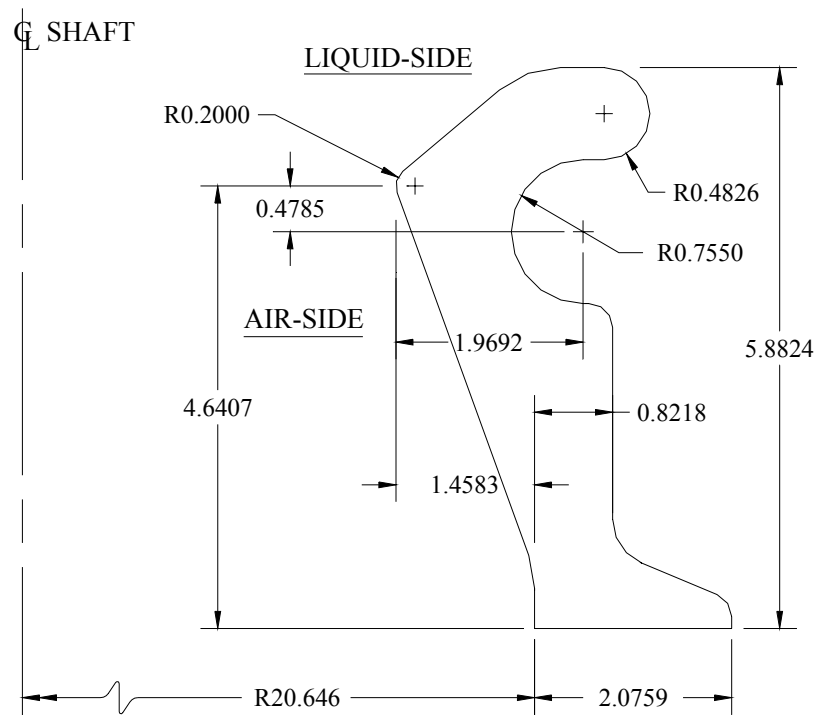 ℄ SHAFT
LIQUID-SIDE
R0.2000
0.4785
R0.4826
R0.7550
AIR-SIDE
1.9692
5.8824
4.6407
0.8218
1.4583
R20.646
2.0759